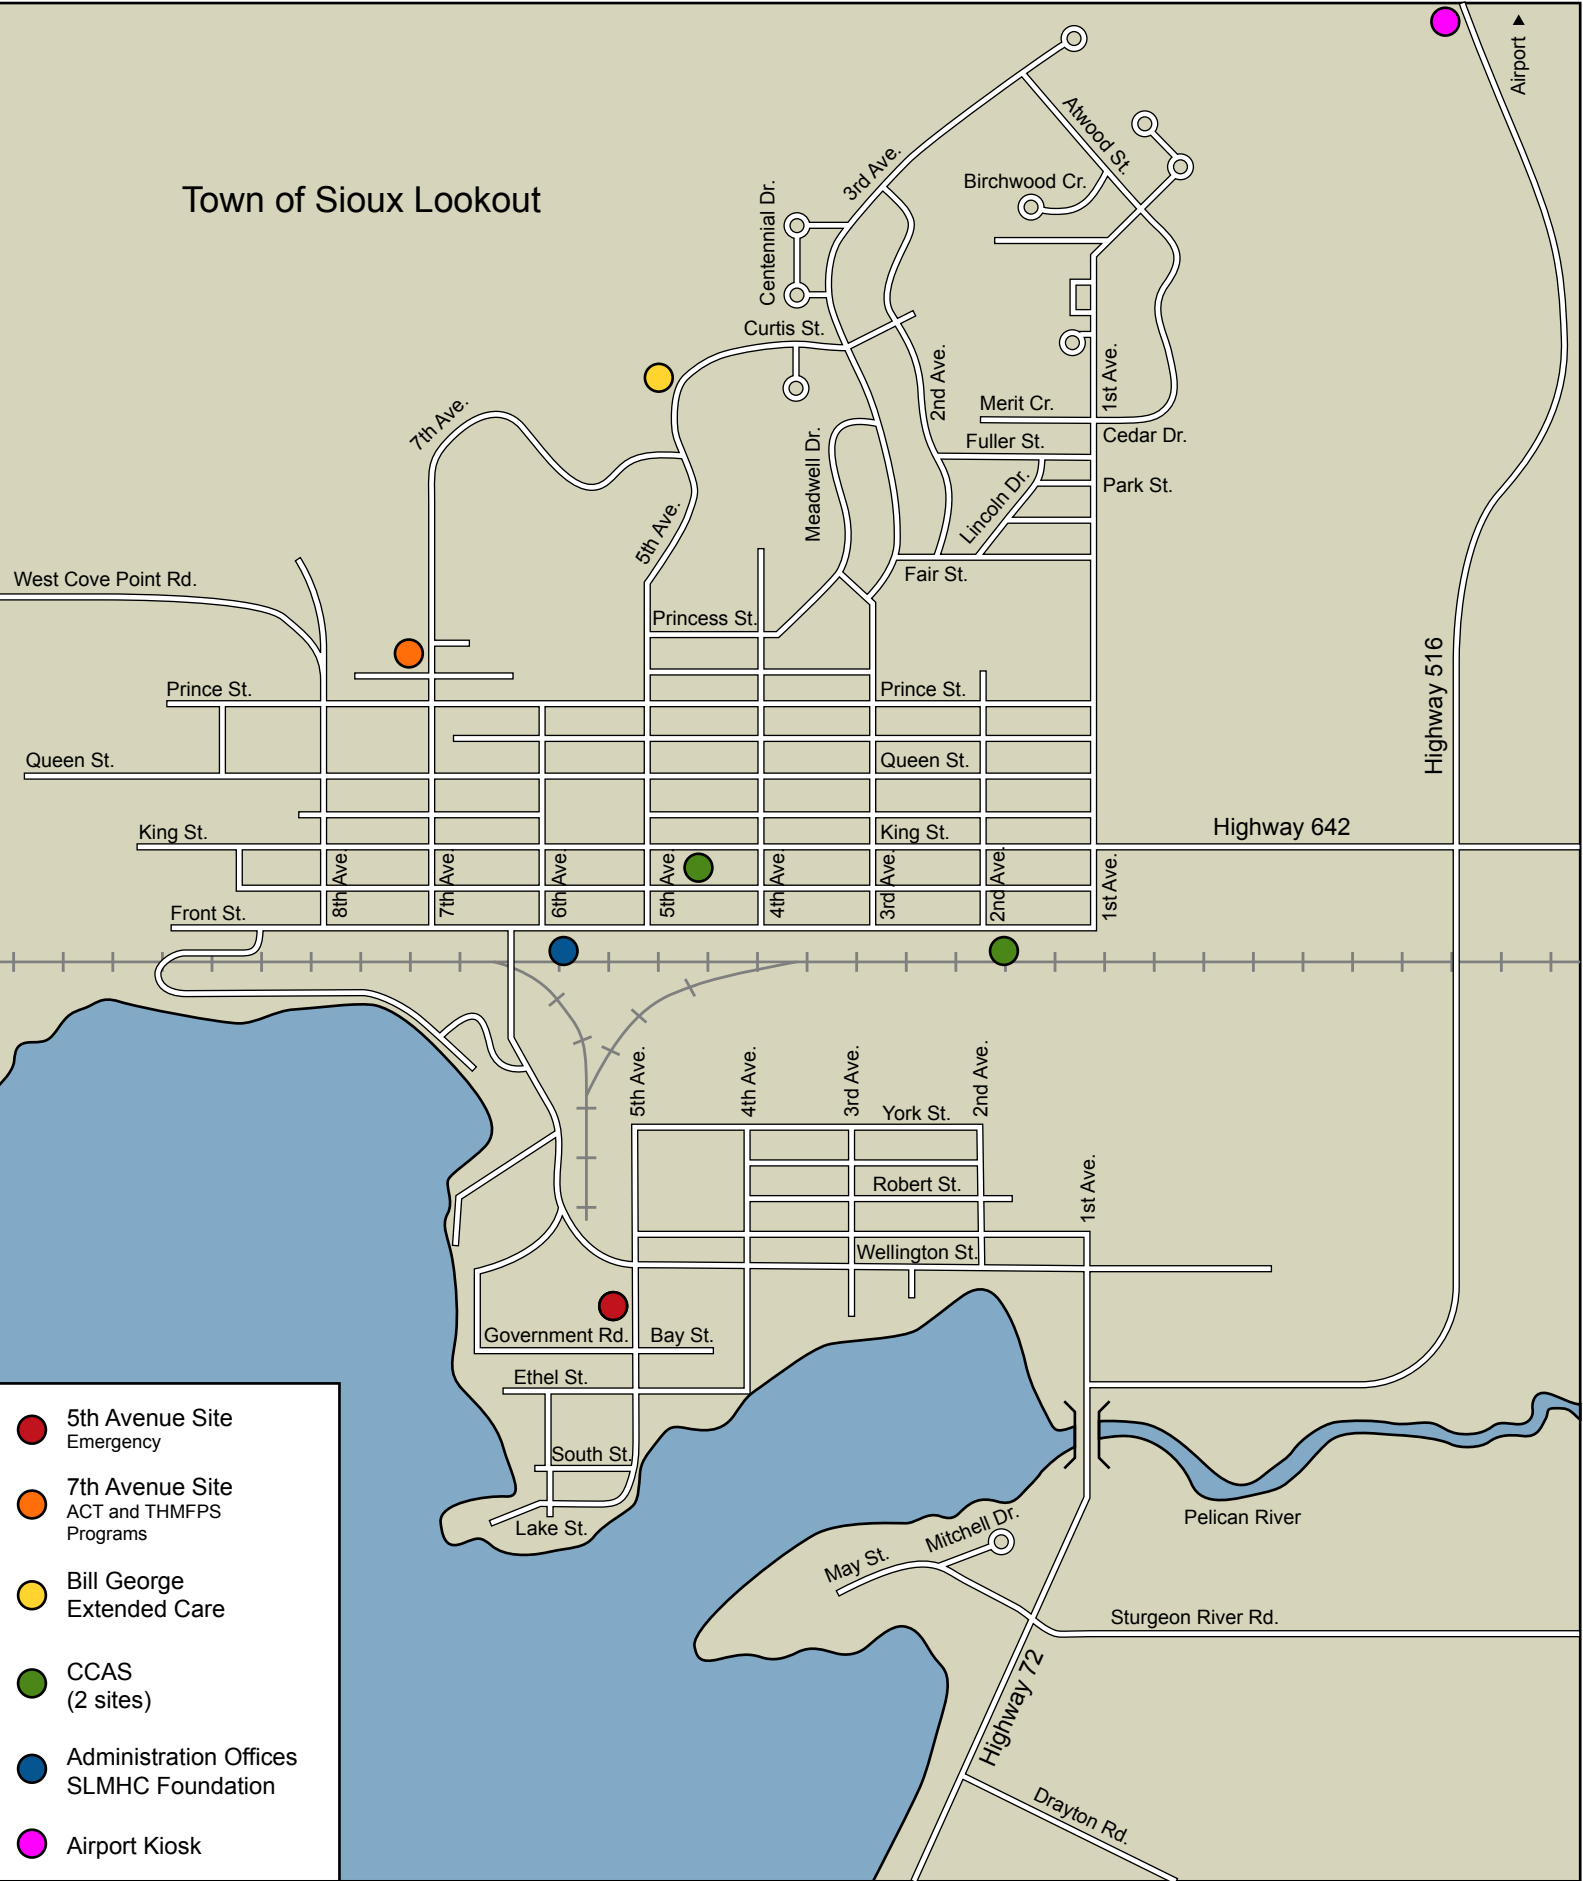 Airport ▲
Atwood St.
3rd Ave.
Birchwood Cr.
Town of Sioux Lookout
Centennial Dr.
Curtis St.
2nd Ave.
1st Ave.
Merit Cr.
7th Ave.
Cedar Dr.
Fuller St.
Meadwell Dr.
Lincoln Dr.
Park St.
5th Ave.
Fair St.
West Cove Point Rd.
Princess St.
Highway 516
Prince St.
Prince St.
Queen St.
Queen St.
King St.
King St.
Highway 642
8th Ave.
7th Ave.
6th Ave.
5th Ave.
4th Ave.
3rd Ave.
2nd Ave.
1st Ave.
Front St.
5th Ave.
4th Ave.
3rd Ave.
2nd Ave.
York St.
Robert St.
1st Ave.
Wellington St.
Government Rd.
Bay St.
Ethel St.
South St.
Lake St.
Pelican River
Mitchell Dr.
May St.
Sturgeon River Rd.
Highway 72
Drayton Rd.
5th Avenue Site
Emergency
7th Avenue Site
ACT and THMFPS
Programs
Bill George
Extended Care
CCAS
(2 sites)
Administration Offices
SLMHC Foundation
Airport Kiosk